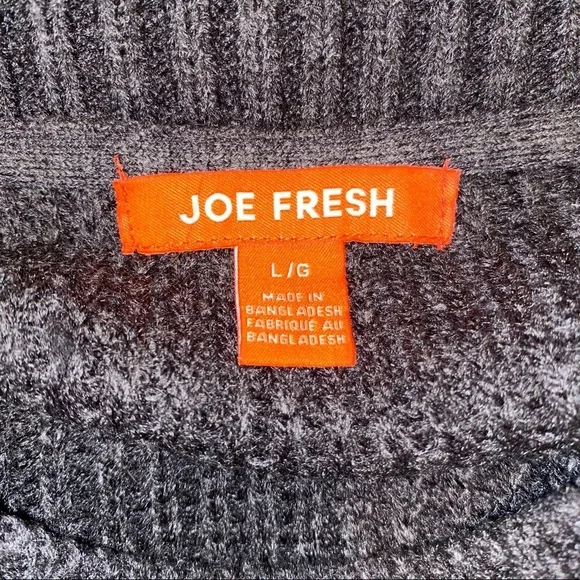 JOE FRESH
L/G
MADE IN
BANGLADESH
FABRIQUÉ AU
BANGLADESH